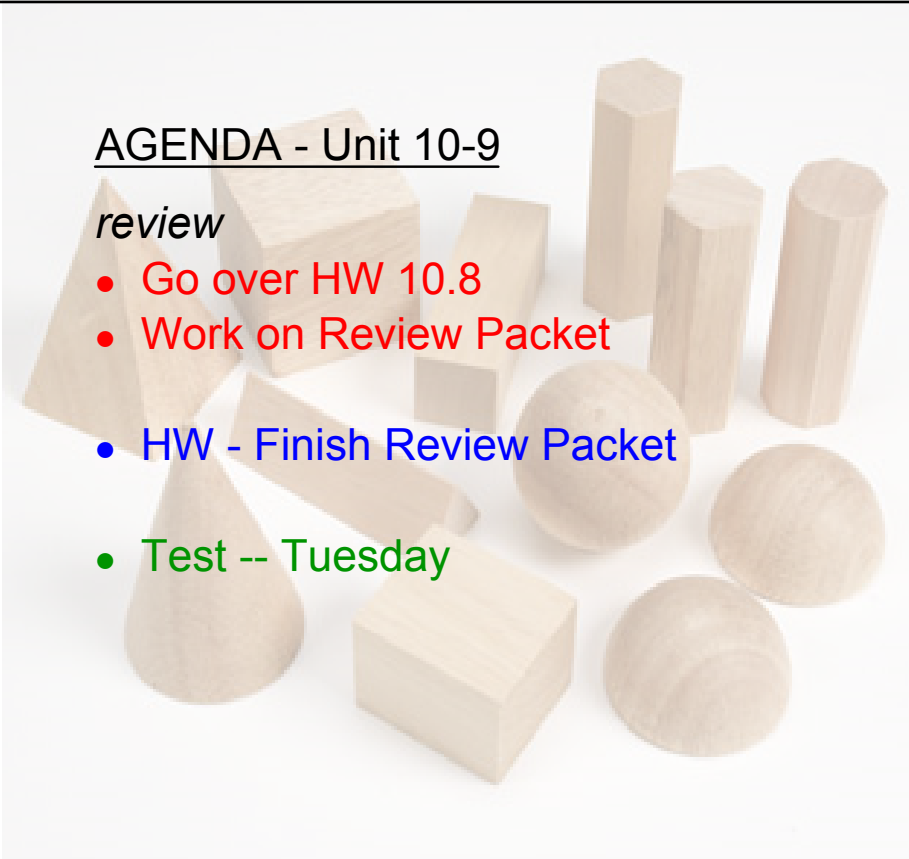 AGENDA - Unit 10-9
review
• Go over HW 10.8
• Work on Review Packet
• HW - Finish Review Packet
• Test -- Tuesday